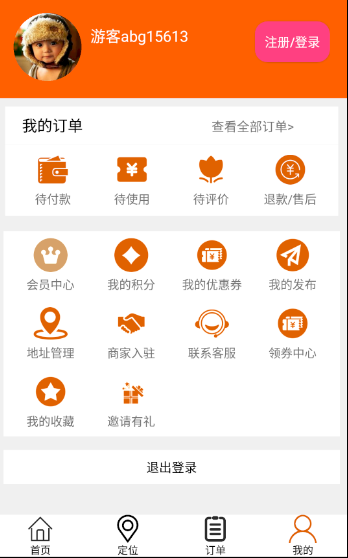 游客abg15613
注册/登录
我的订单
查看全部订单>
待付款 待使用 待评价 退款/售后
会员中心 我的积分 我的优惠券 我的发布
地址管理 商家入驻 联系客服 领券中心
我的收藏 邀请有礼
退出登录
首页 定位 订单 我的